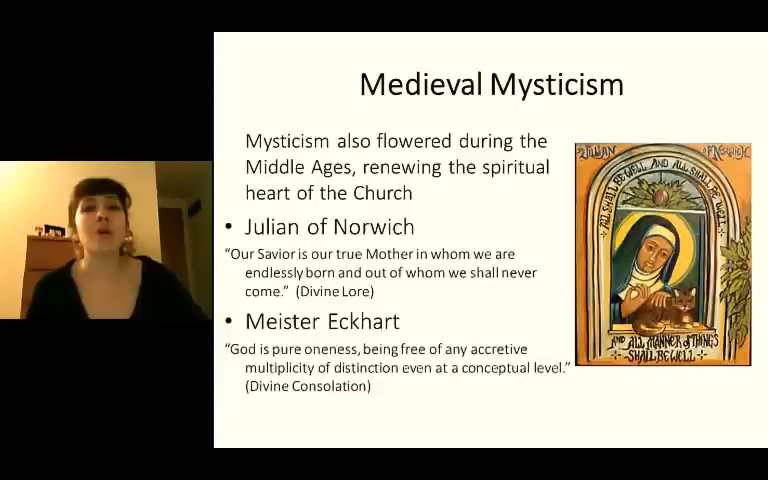 Medieval Mysticism
Mysticism also flowered during the
Middle Ages, renewing the spiritual
heart of the Church
• Julian of Norwich
“Our Savior is our true Mother in whom we are
endlessly born and out of whom we shall never
come.” (Divine Lore)
• Meister Eckhart
“God is pure oneness, being free of any accretive
multiplicity of distinction even at a conceptual level.”
(Divine Consolation)
JULIAN OF NORWICH
ALL SHALL BE WELL AND ALL SHALL BE WELL
AND ALL MANNER of THINGS
SHALL BE WELL